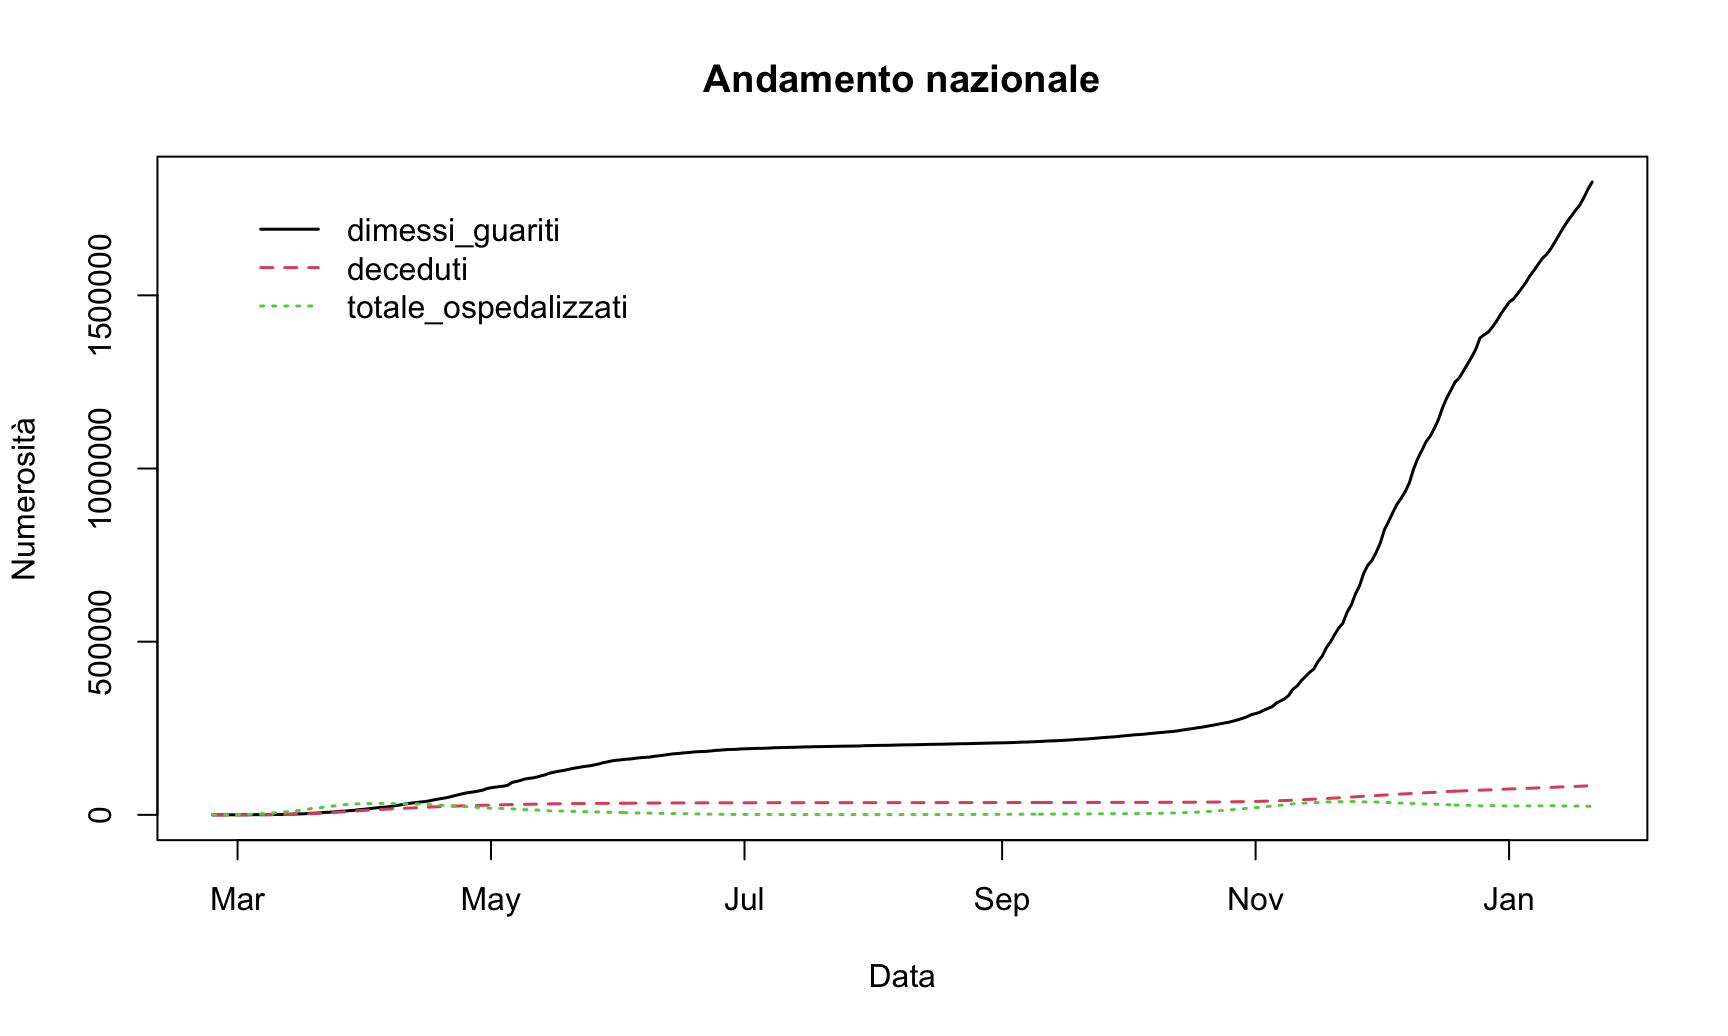 Andamento nazionale
dimessi_guariti
deceduti
totale_ospedalizzati
Numerosità
1500000
1000000
500000
0
Mar May Jul Sep Nov Jan
Data